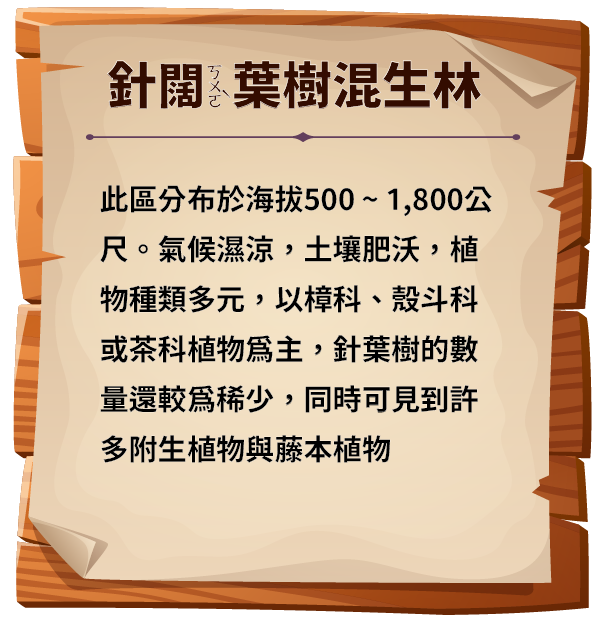 針闊ㄎㄨㄛˋ葉樹混生林
此區分布於海拔500 ~ 1,800公
尺。氣候濕涼，土壤肥沃，植
物種類多元，以樟科、殼斗科
或茶科植物為主，針葉樹的數
量還較為稀少，同時可見到許
多附生植物與藤本植物